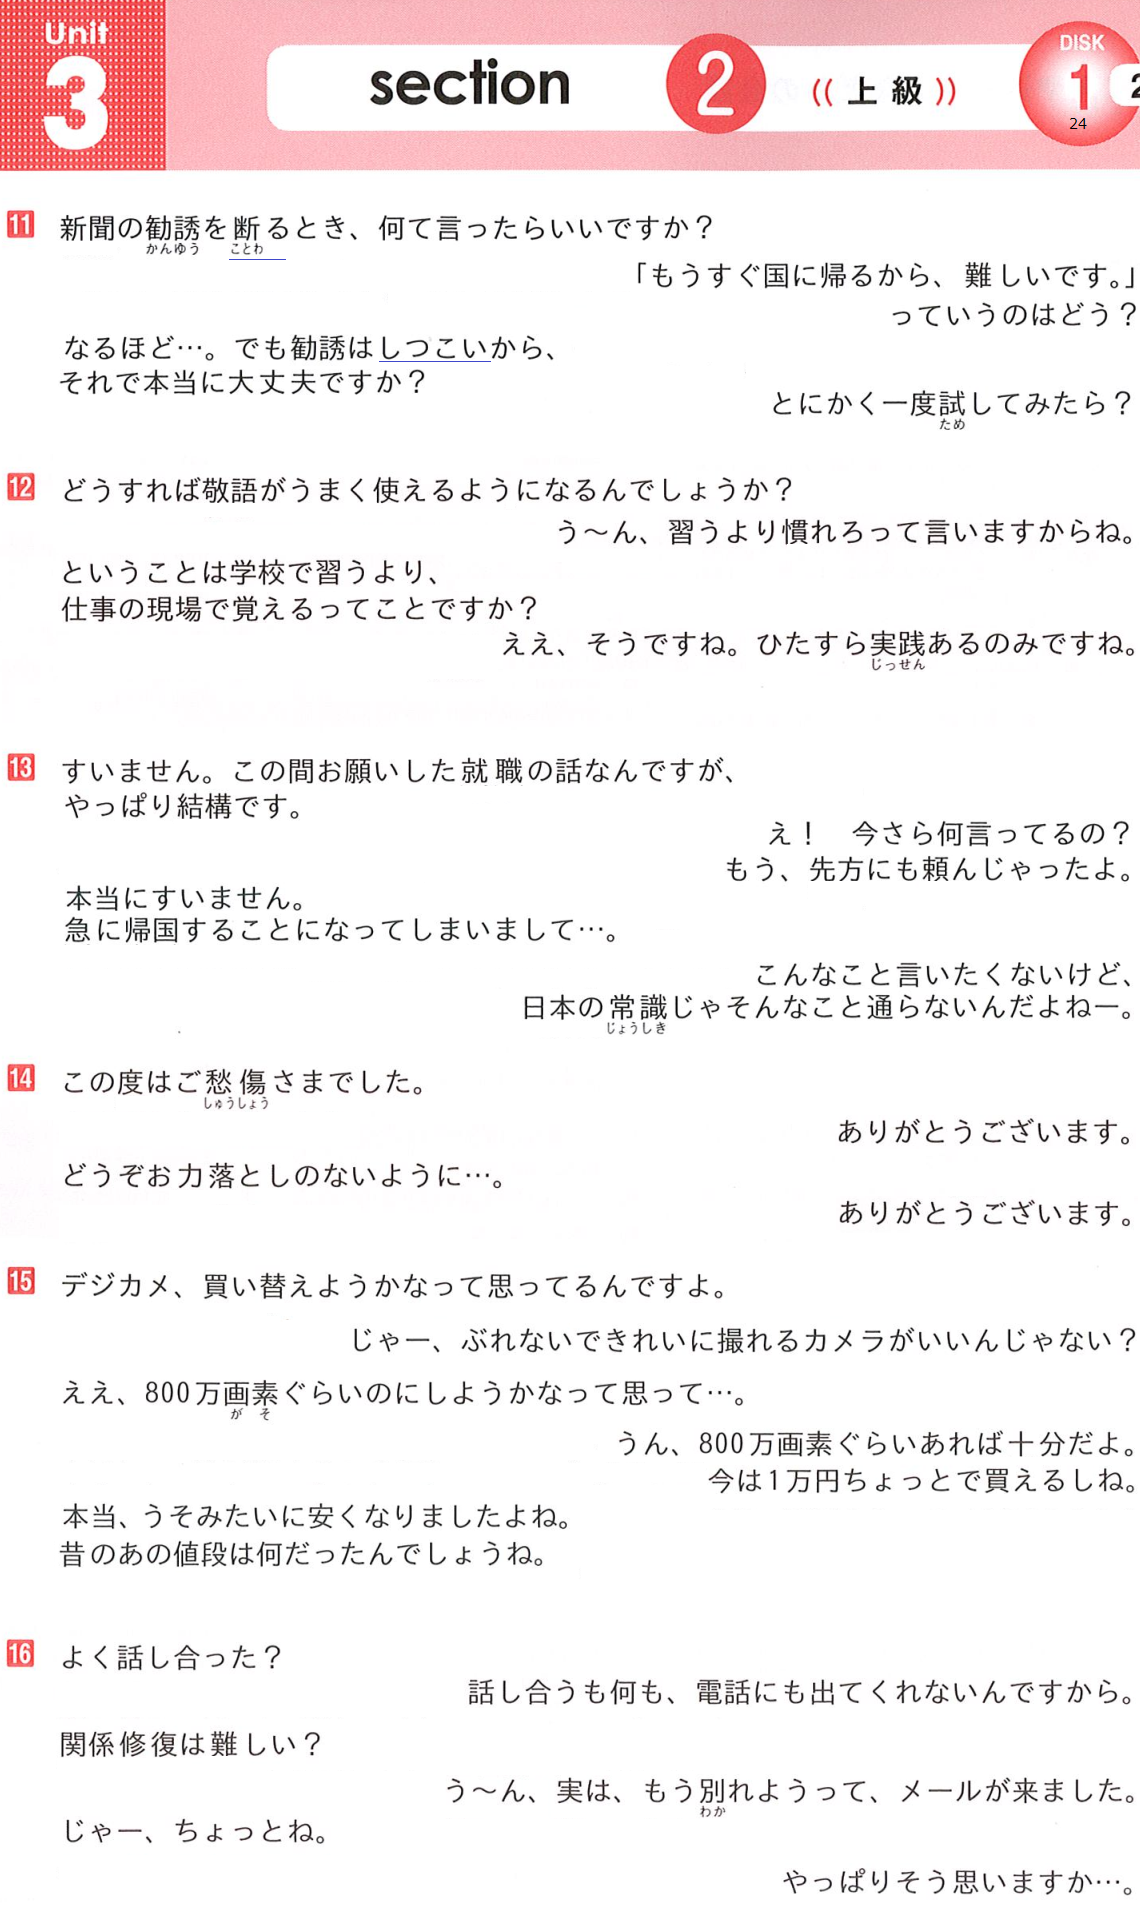 Unit
3
section 2 ((上級)) DISK 1
24
11 新聞の勧誘を断るとき、何て言ったらいいですか？
かんゆう ことわ
「もうすぐ国に帰るから、難しいです。」
っていうのはどう？
なるほど…。でも勧誘はしつこいから、
それで本当に大丈夫ですか？
とにかく一度試してみたら？
ため
12 どうすれば敬語がうまく使えるようになるんでしょうか？
う〜ん、習うより慣れろって言いますからね。
ということは学校で習うより、
仕事の現場で覚えるってことですか？
ええ、そうですね。ひたすら実践あるのみですね。
じっせん
13 すいません。この間お願いした就職の話なんですが、
やっぱり結構です。
え！　今さら何言ってるの？
もう、先方にも頼んじゃったよ。
本当にすいません。
急に帰国することになってしまいまして…。
こんなこと言いたくないけど、
日本の常識じゃそんなこと通らないんだよねー。
じょうしき
14 この度はご愁傷さまでした。
しゅうしょう
ありがとうございます。
どうぞお力落としのないように…。
ありがとうございます。
15 デジカメ、買い替えようかなって思ってるんですよ。
じゃー、ぶれないできれいに撮れるカメラがいいんじゃない？
ええ、800万画素ぐらいのにしようかなって思って…。
が そ
うん、800万画素ぐらいあれば十分だよ。
今は1万円ちょっとで買えるしね。
本当、うそみたいに安くなりましたよね。
昔のあの値段は何だったんでしょうね。
16 よく話し合った？
話し合うも何も、電話にも出てくれないんですから。
関係修復は難しい？
う〜ん、実は、もう別れようって、メールが来ました。
わか
じゃー、ちょっとね。
やっぱりそう思いますか…。